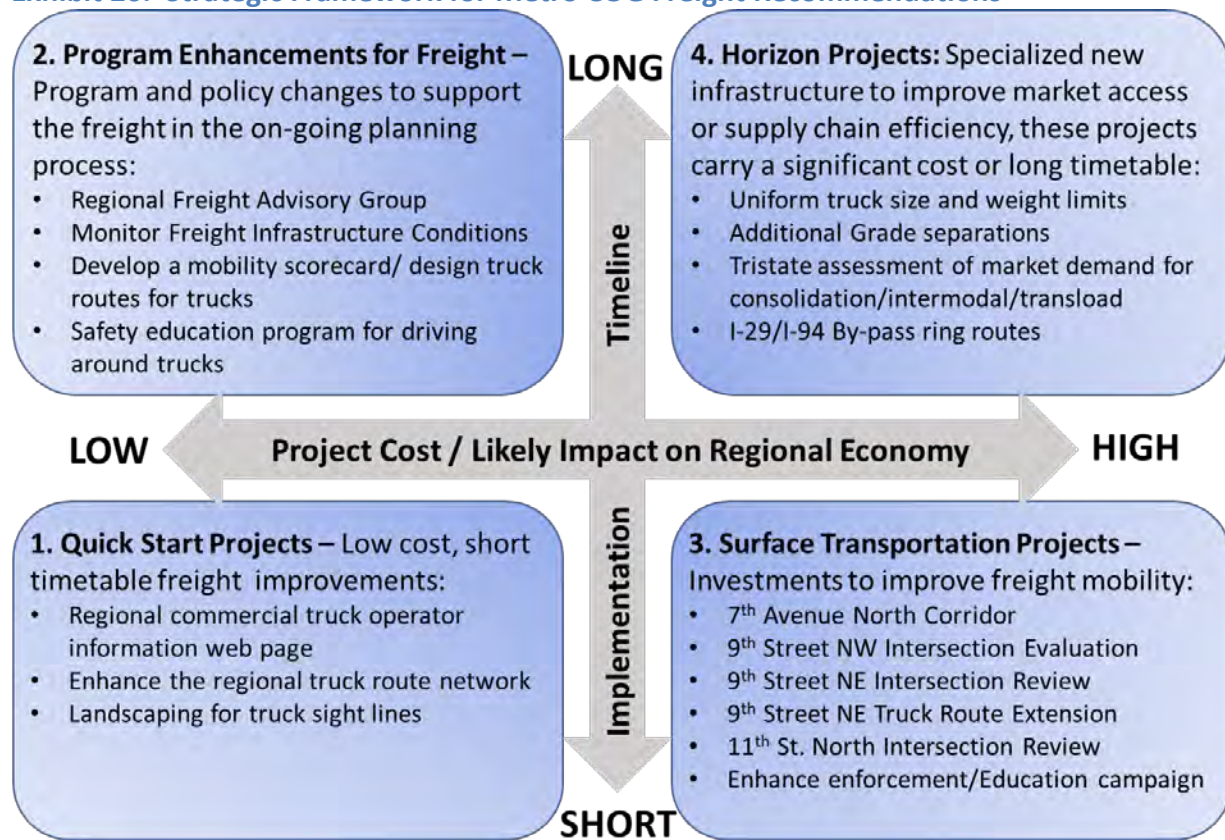 2. Program Enhancements for Freight –
Program and policy changes to support
the freight in the on-going planning
process:
• Regional Freight Advisory Group
• Monitor Freight Infrastructure Conditions
• Develop a mobility scorecard/ design truck
routes for trucks
• Safety education program for driving
around trucks
LONG
4. Horizon Projects: Specialized new
infrastructure to improve market access
or supply chain efficiency, these projects
carry a significant cost or long timetable:
• Uniform truck size and weight limits
• Additional Grade separations
• Tristate assessment of market demand for
consolidation/intermodal/transload
• I-29/I-94 By-pass ring routes
Timeline
LOW
Project Cost / Likely Impact on Regional Economy
HIGH
1. Quick Start Projects – Low cost, short
timetable freight improvements:
• Regional commercial truck operator
information web page
• Enhance the regional truck route network
• Landscaping for truck sight lines
Implementation
3. Surface Transportation Projects –
Investments to improve freight mobility:
• 7th Avenue North Corridor
• 9th Street NW Intersection Evaluation
• 9th Street NE Intersection Review
• 9th Street NE Truck Route Extension
• 11th St. North Intersection Review
• Enhance enforcement/Education campaign
SHORT